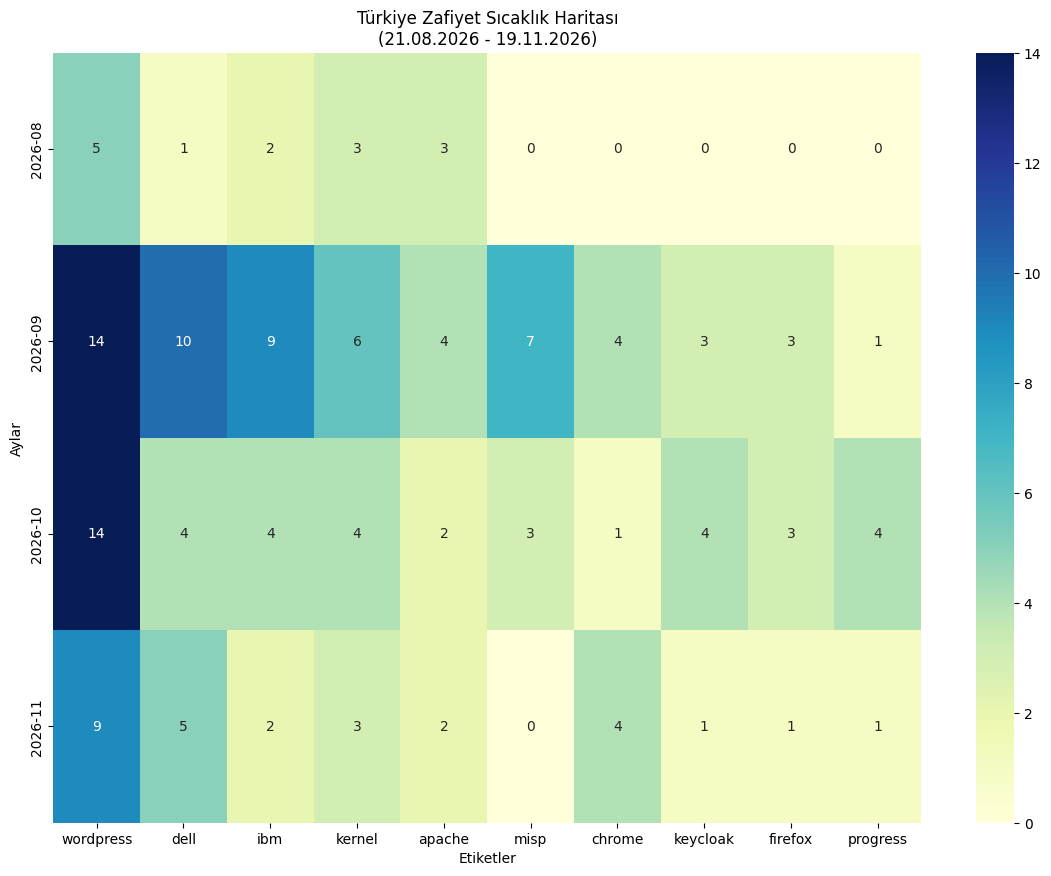 Türkiye Zafiyet Sıcaklık Haritası
(21.08.2026 - 19.11.2026)
Aylar
2026-08
5 1 2 3 3 0 0 0 0 0
2026-09
14 10 9 6 4 7 4 3 3 1
2026-10
14 4 4 4 2 3 1 4 3 4
2026-11
9 5 2 3 2 0 4 1 1 1
wordpress dell ibm kernel apache misp chrome keycloak firefox progress
Etiketler
14
12
10
8
6
4
2
0